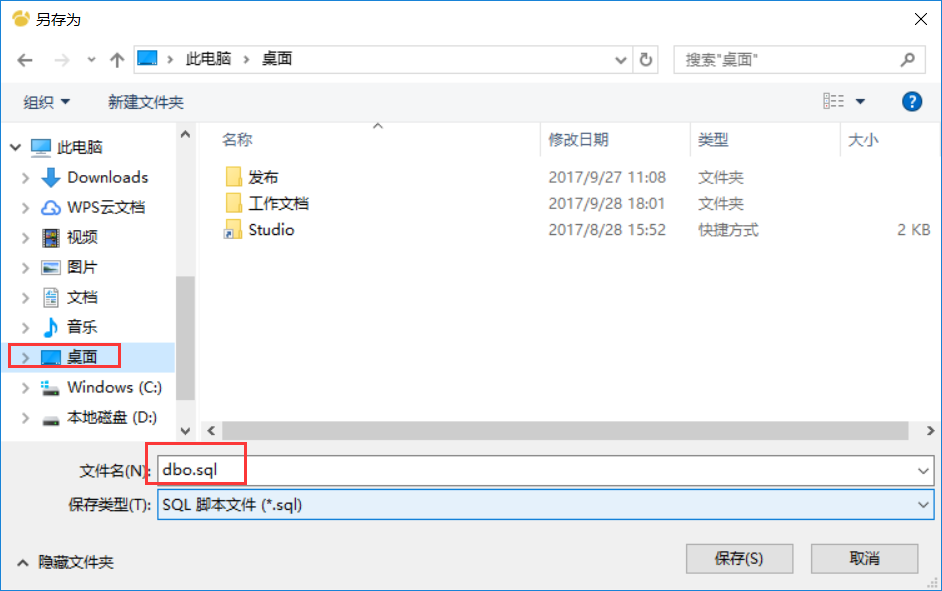 另存为
此电脑 > 桌面
搜索"桌面"
组织
新建文件夹
此电脑
Downloads
WPS云文档
视频
图片
文档
音乐
桌面
Windows (C:)
本地磁盘 (D:)
名称 修改日期 类型 大小
发布 2017/9/27 11:08 文件夹
工作文档 2017/9/28 18:01 文件夹
Studio 2017/8/28 15:52 快捷方式 2 KB
文件名(N): dbo.sql
保存类型(T): SQL 脚本文件 (*.sql)
隐藏文件夹
保存(S)
取消